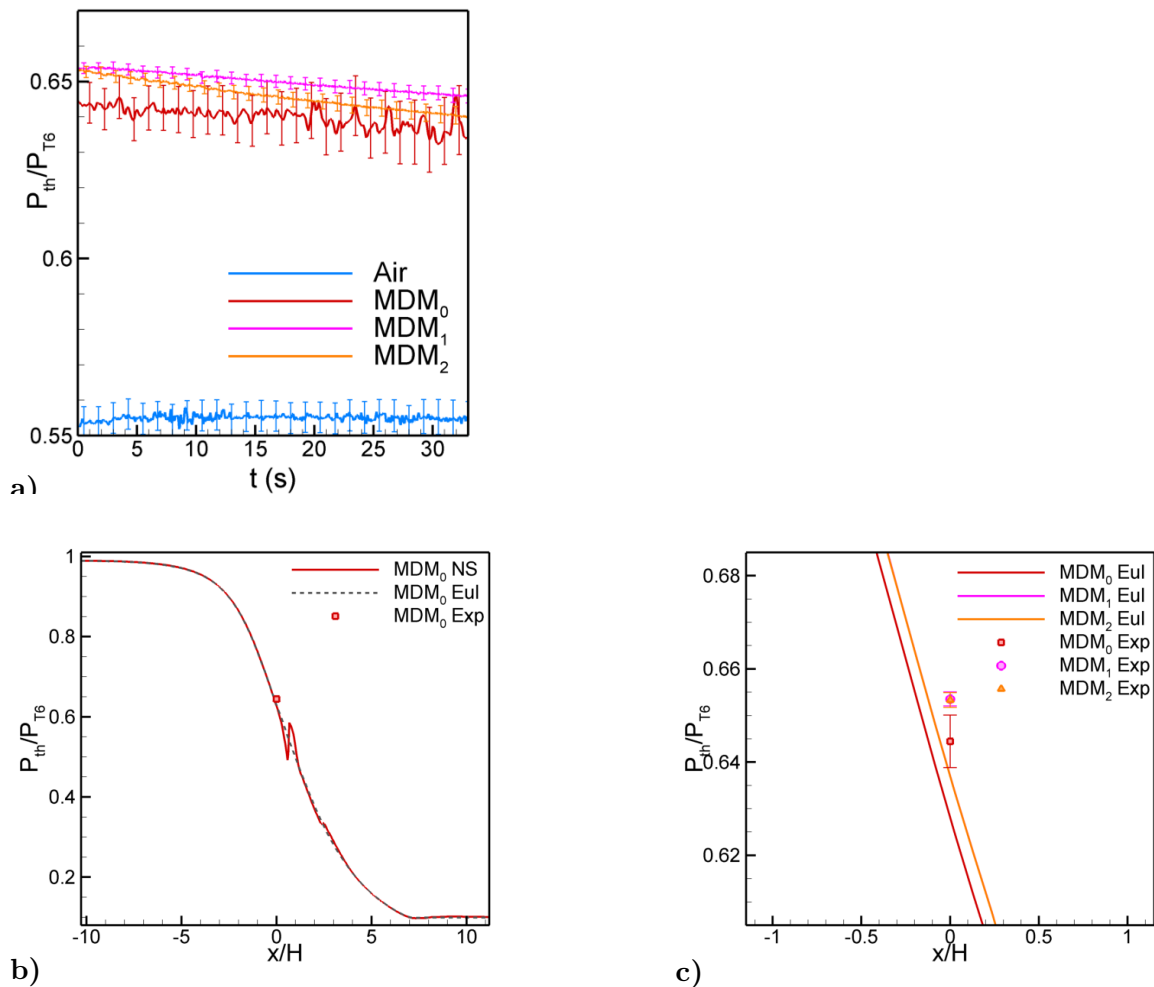 P_th/P_T6
0.65
0.6
0.55
Air
MDM_0
MDM_1
MDM_2
0 5 10 15 20 25 30
t (s)
a)
P_th/P_T6
1
0.8
0.6
0.4
0.2
MDM_0 NS
MDM_0 Eul
MDM_0 Exp
-10 -5 0 5 10
x/H
b)
P_th/P_T6
0.68
0.66
0.64
0.62
MDM_0 Eul
MDM_1 Eul
MDM_2 Eul
MDM_0 Exp
MDM_1 Exp
MDM_2 Exp
-1 -0.5 0 0.5 1
x/H
c)